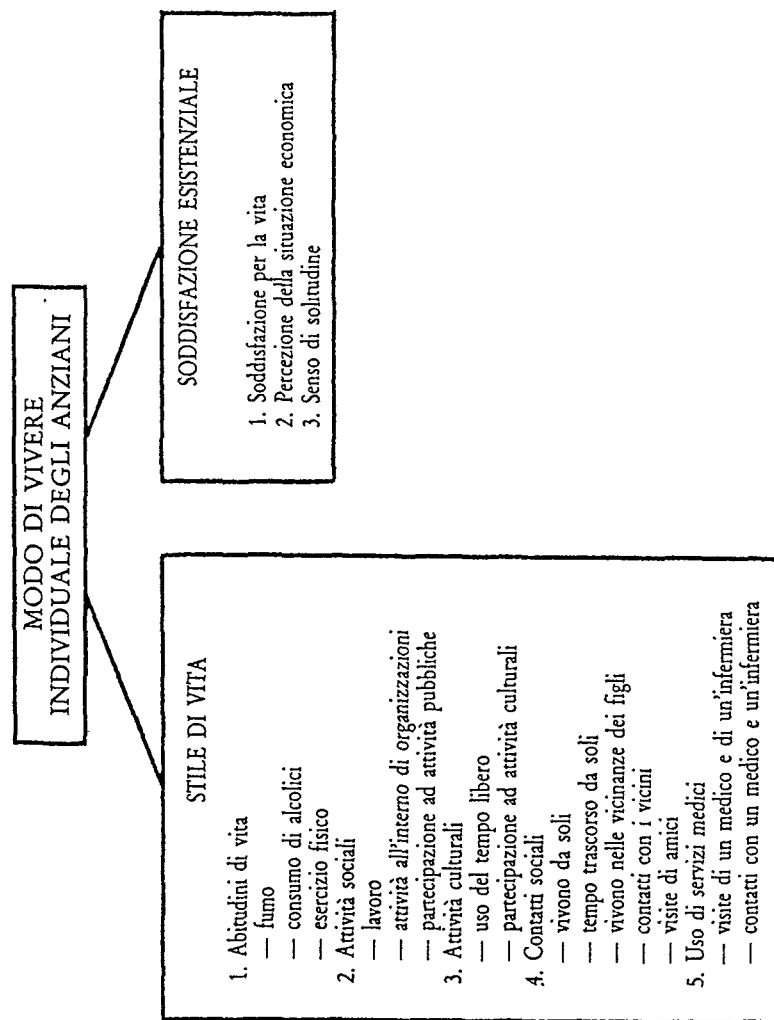 MODO DI VIVERE
INDIVIDUALE DEGLI ANZIANI
STILE DI VITA
1. Abitudini di vita
— fumo
— consumo di alcolici
— esercizio fisico
2. Attività sociali
— lavoro
— attività all'interno di organizzazioni
— partecipazione ad attività pubbliche
3. Attività culturali
— uso del tempo libero
— partecipazione ad attività culturali
4. Contatti sociali
— vivono da soli
— tempo trascorso da soli
— vivono nelle vicinanze dei figli
— contatti con i vicini
— visite di amici
5. Uso di servizi medici
— visite di un medico e di un'infermiera
— contatti con un medico e un'infermiera
SODDISFAZIONE ESISTENZIALE
1. Soddisfazione per la vita
2. Percezione della situazione economica
3. Senso di solitudine